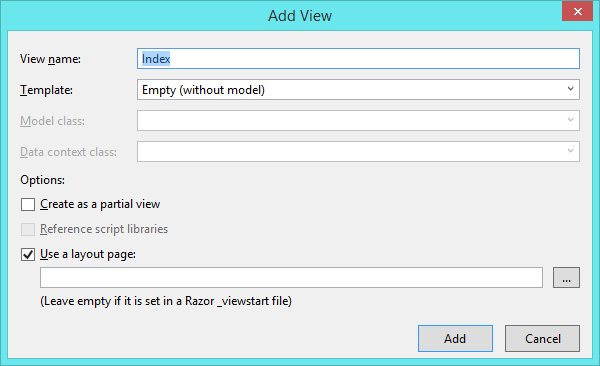 Add View
View name:
Index
Template:
Empty (without model)
Model class:
Data context class:
Options:
Create as a partial view
Reference script libraries
Use a layout page:
...
(Leave empty if it is set in a Razor _viewstart file)
Add
Cancel